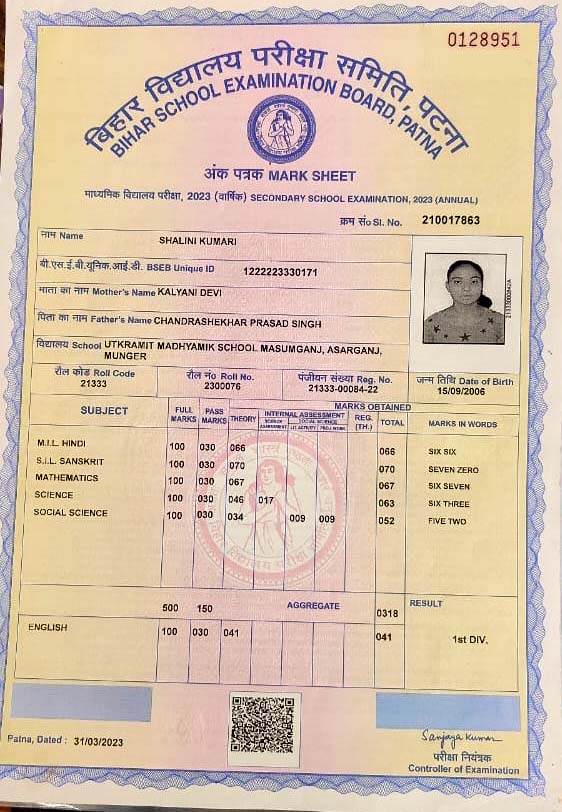 0128951
बिहार विद्यालय परीक्षा समिति, पटना
BIHAR SCHOOL EXAMINATION BOARD, PATNA
अंक पत्रक MARK SHEET
माध्यमिक विद्यालय परीक्षा, 2023 (वार्षिक) SECONDARY SCHOOL EXAMINATION, 2023 (ANNUAL)
क्रम सं० Sl. No. 210017863
नाम Name SHALINI KUMARI
बी.एस.ई.बी.यूनिक.आई.डी. BSEB Unique ID 1222223330171
माता का नाम Mother's Name KALYANI DEVI
पिता का नाम Father's Name CHANDRASHEKHAR PRASAD SINGH
विद्यालय School UTKRAMIT MADHYAMIK SCHOOL MASUMGANJ, ASARGANJ,
MUNGER
रौल कोड Roll Code रौल नं० Roll No. पंजीयन संख्या Reg. No. जन्म तिथि Date of Birth
21333 2300076 21333-00084-22 15/09/2006
SUBJECT FULL MARKS PASS MARKS THEORY INTERNAL ASSESSMENT REG. (TH.) MARKS OBTAINED TOTAL MARKS IN WORDS
SCIENCE ASSESSMENT SOCIAL SCIENCE LIT. ACTIVITY PROJ. WORK
M.I.L. HINDI 100 030 066 066 SIX SIX
S.I.L. SANSKRIT 100 030 070 070 SEVEN ZERO
MATHEMATICS 100 030 067 067 SIX SEVEN
SCIENCE 100 030 046 017 063 SIX THREE
SOCIAL SCIENCE 100 030 034 009 009 052 FIVE TWO
500 150 AGGREGATE 0318 RESULT
ENGLISH 100 030 041 041 1st DIV.
Patna, Dated : 31/03/2023
Sanjaya Kumar
परीक्षा नियंत्रक
Controller of Examination